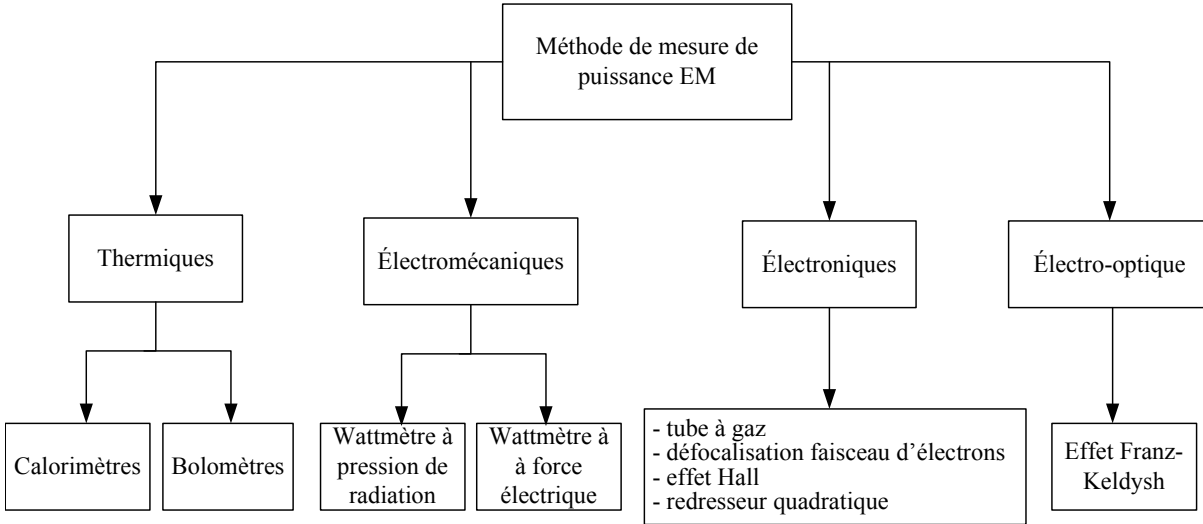 Méthode de mesure de
puissance EM
Thermiques
Électromécaniques
Électroniques
Électro-optique
Calorimètres
Bolomètres
Wattmètre à
pression de
radiation
Wattmètre à
à force
électrique
- tube à gaz
- défocalisation faisceau d’électrons
- effet Hall
- redresseur quadratique
Effet Franz-
Keldysh